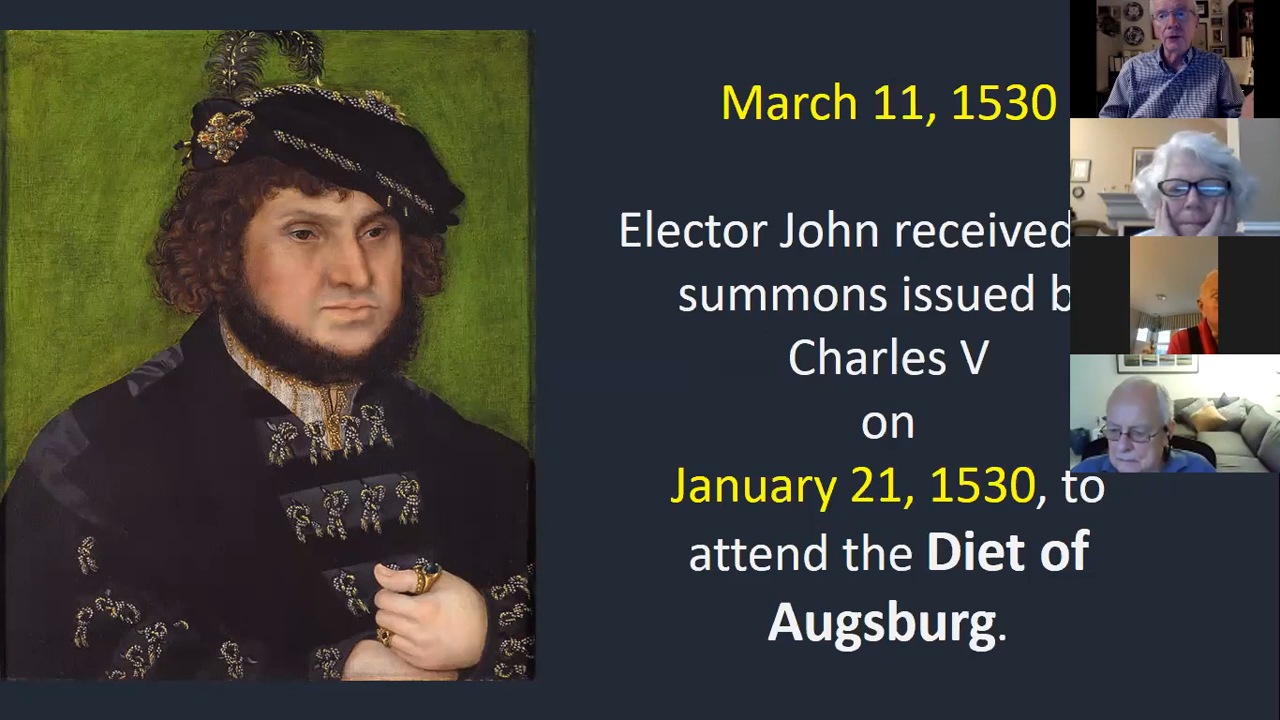 March 11, 1530
Elector John received
summons issued b
Charles V
on
January 21, 1530, to
attend the Diet of
Augsburg.